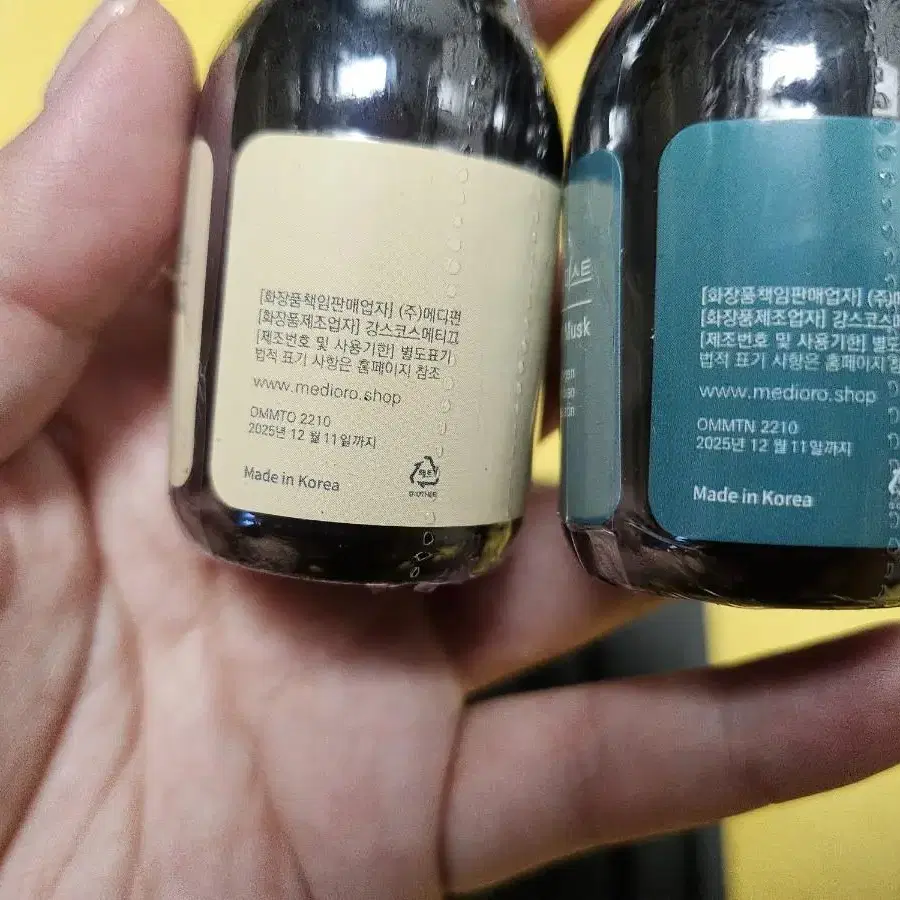 [화장품책임판매업자] (주)메디펀
[화장품제조업자] 강스코스메티끄
[제조번호 및 사용기한] 별도표기
법적 표기 사항은 홈페이지 참조
www.medioro.shop
OMMTO 2210
2025년 12 월 11일까지
Made in Korea
OTHER
미스트
Musk
[화장품책임판매업자] (주)메
[화장품제조업자] 강스코스
[제조번호 및 사용기한] 별도
법적 표기 사항은 홈페이지
www.medioro.shop
OMMTN 2210
2025년 12 월 11일까지
Made in Korea